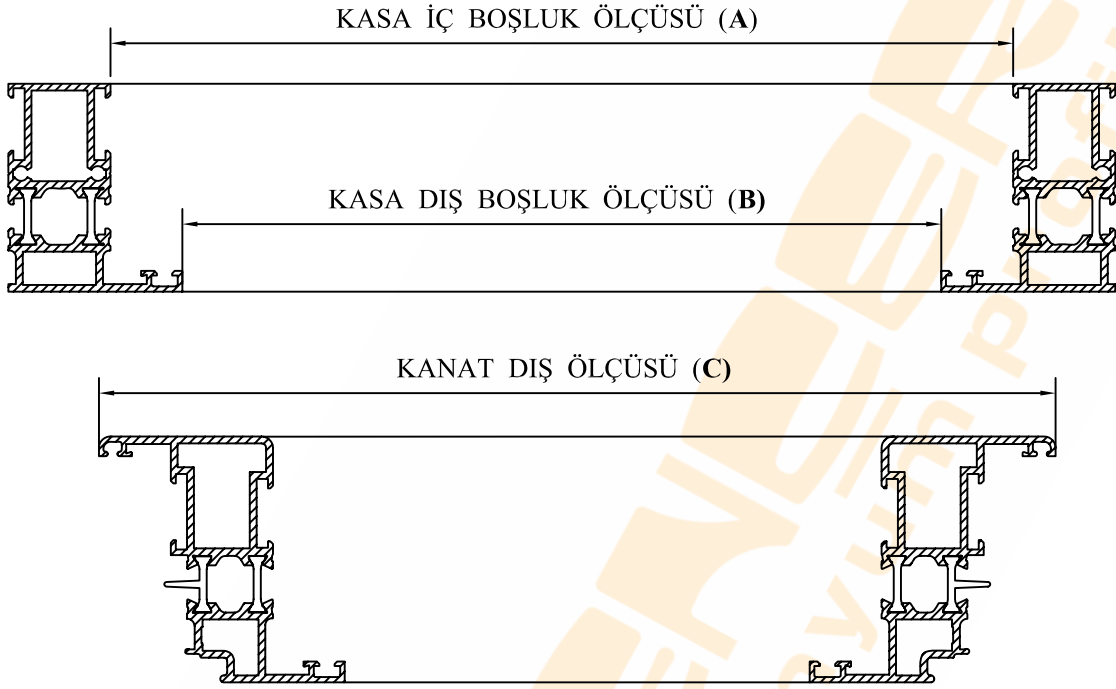 KASA İÇ BOŞLUK ÖLÇÜSÜ (A)
KASA DIŞ BOŞLUK ÖLÇÜSÜ (B)
KANAT DIŞ ÖLÇÜSÜ (C)